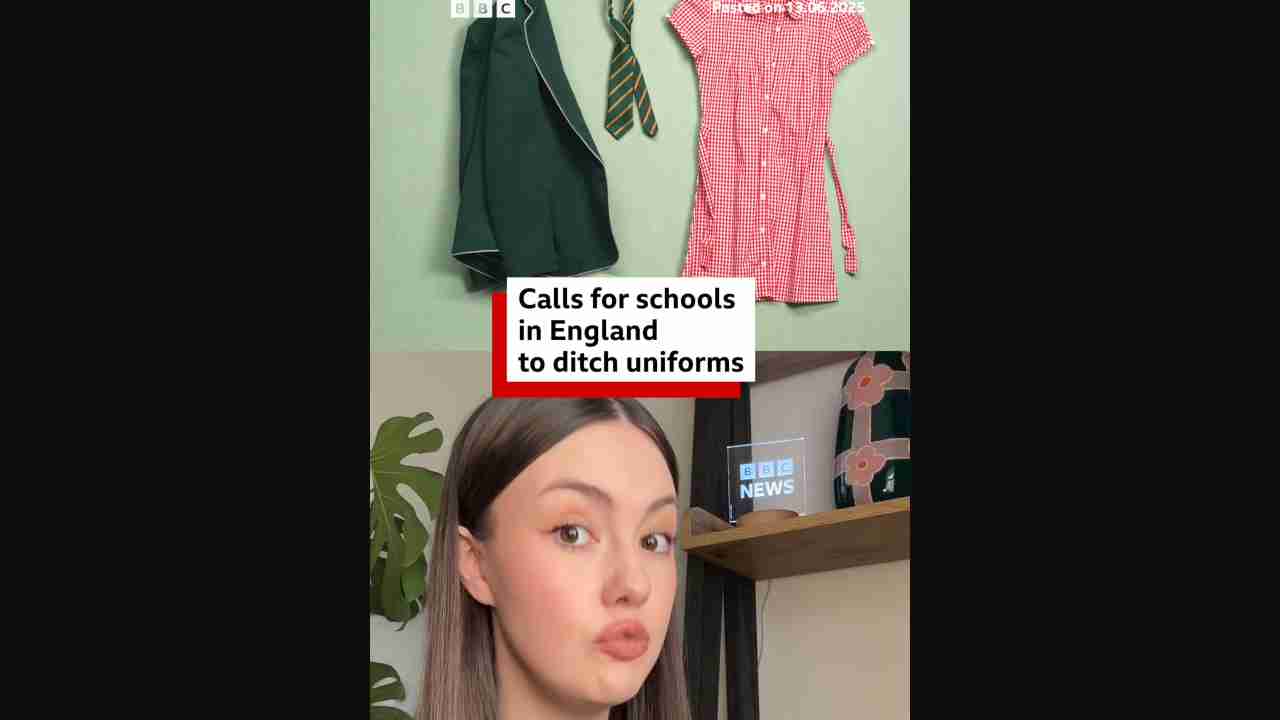 BBC
Posted on 13.06.2025
Calls for schools
in England
to ditch uniforms
BBC
NEWS